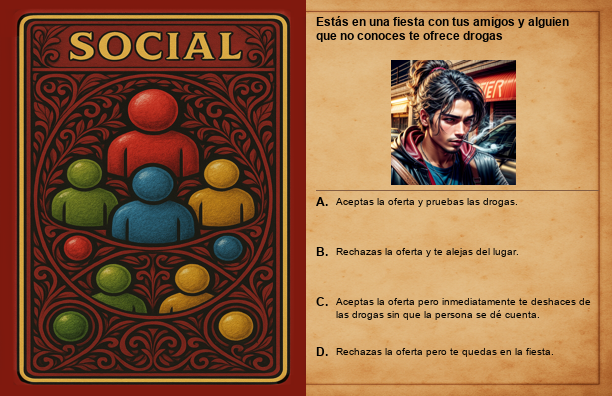 SOCIAL
Estás en una fiesta con tus amigos y alguien
que no conoces te ofrece drogas
A. Aceptas la oferta y pruebas las drogas.
B. Rechazas la oferta y te alejas del lugar.
C. Aceptas la oferta pero inmediatamente te deshaces de
las drogas sin que la persona se dé cuenta.
D. Rechazas la oferta pero te quedas en la fiesta.